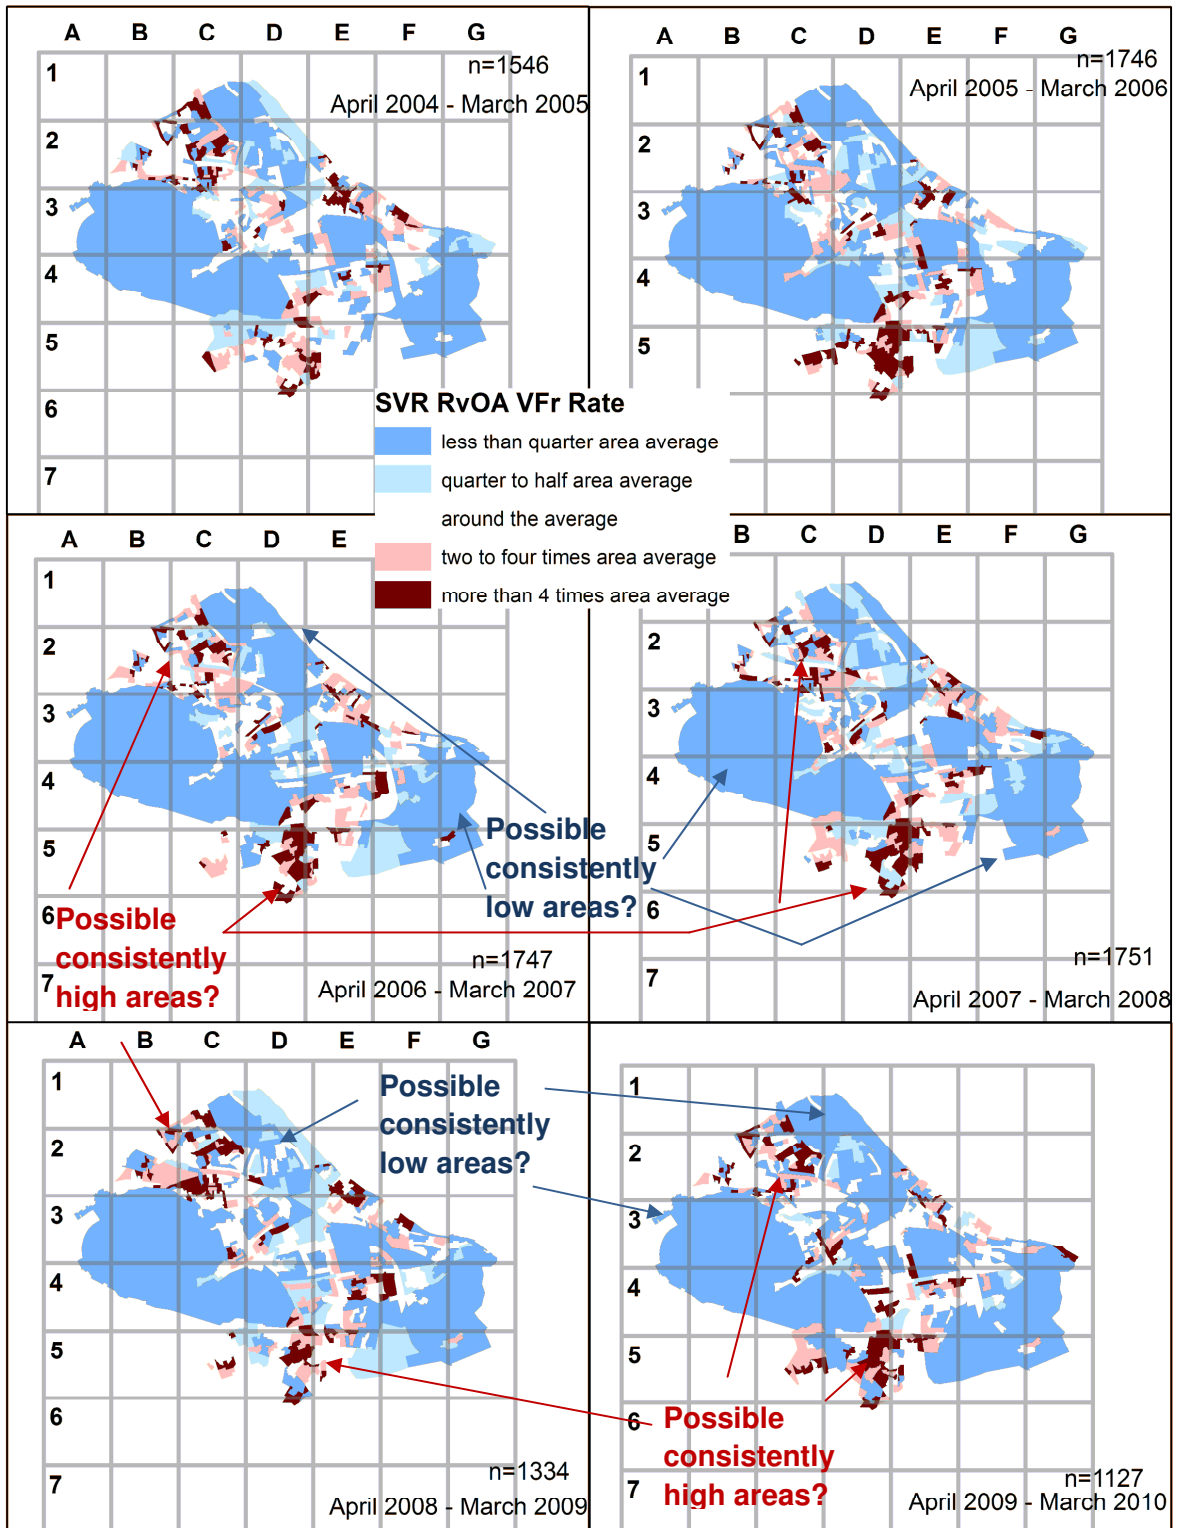 A B C D E F G
1
n=1546
April 2004 - March 2005
2
3
4
5
6
7
A B C D E F G
1
n=1746
April 2005 - March 2006
2
3
4
5
SVR RvOA VFr Rate
less than quarter area average
quarter to half area average
around the average
two to four times area average
more than 4 times area average
A B C D E
1
2
3
4
5
6
7
Possible
consistently
high areas?
n=1747
April 2006 - March 2007
Possible
consistently
low areas?
B C D E F G
2
3
4
5
6
7
n=1751
April 2007 - March 2008
A B C D E F G
1
2
3
4
5
6
7
Possible
consistently
low areas?
n=1334
April 2008 - March 2009
1
2
3
4
5
6
7
Possible
consistently
high areas?
n=1127
April 2009 - March 2010